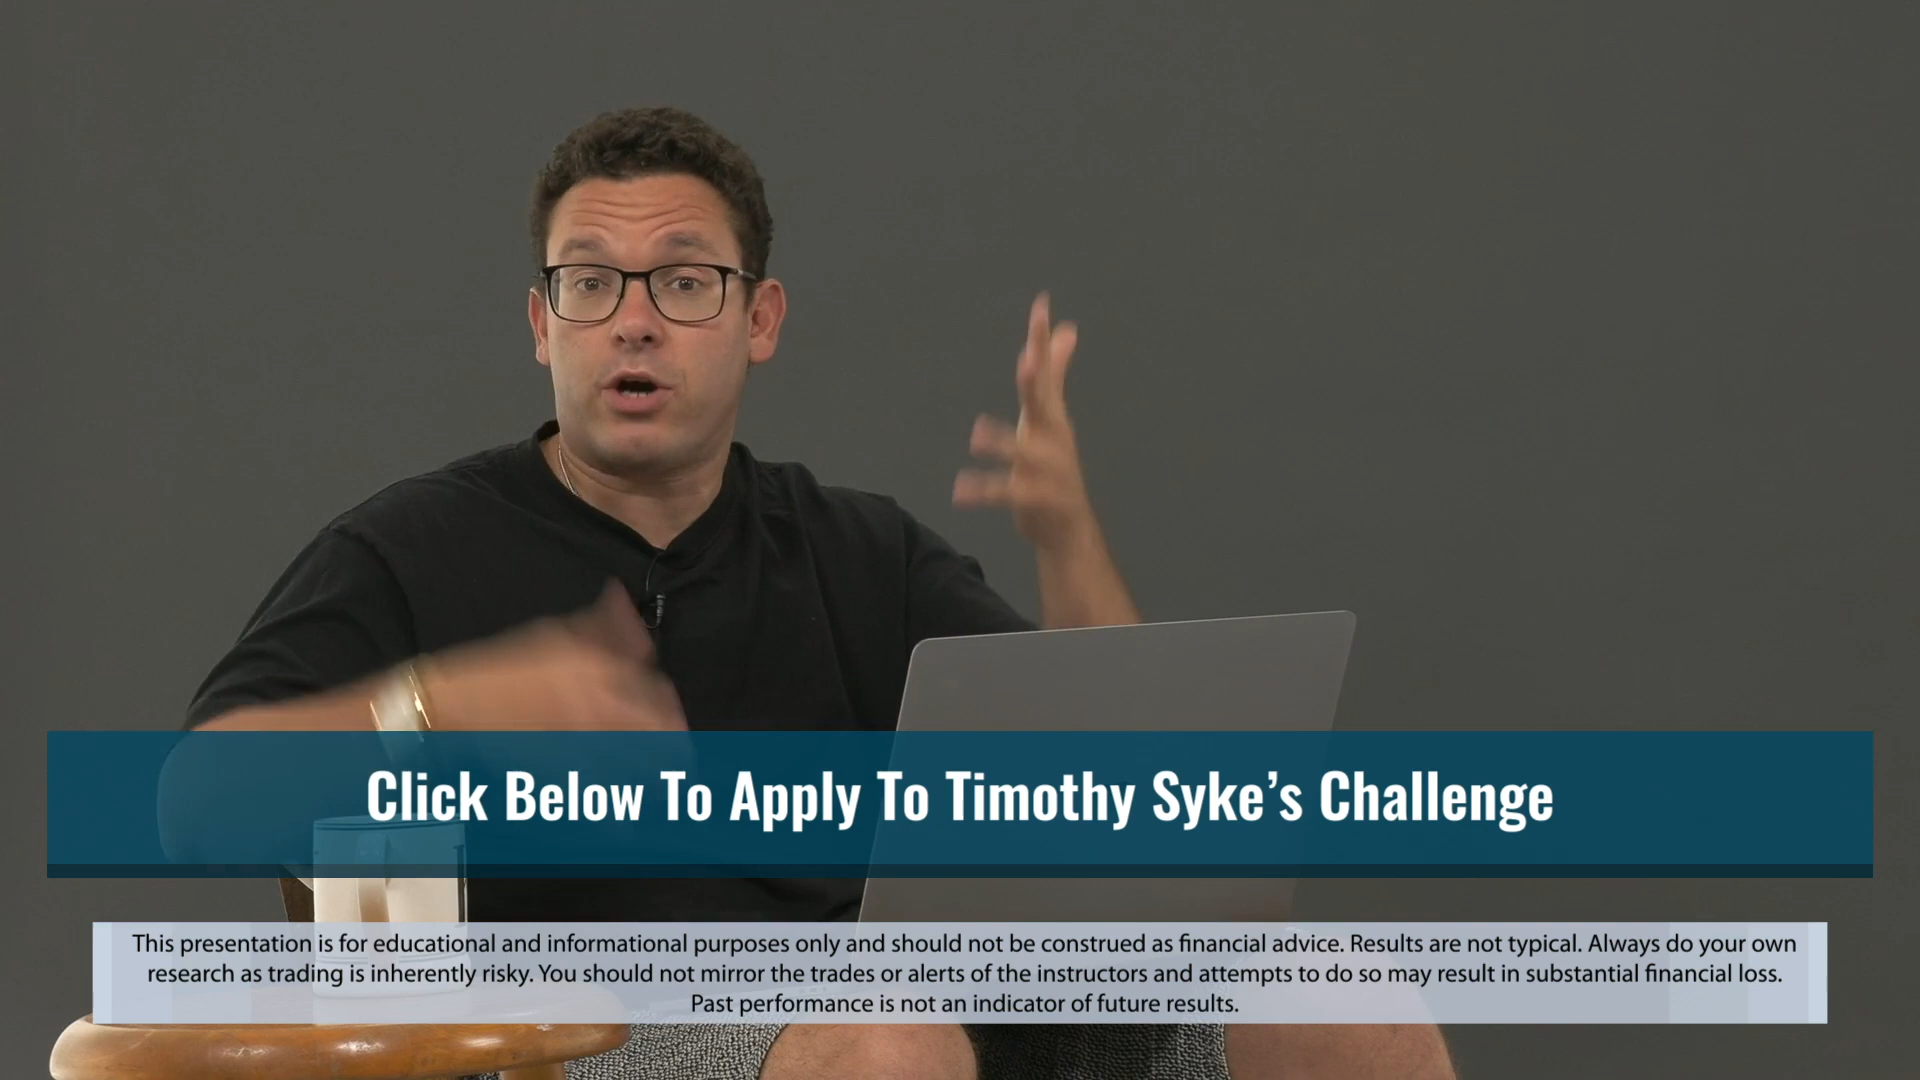 Click Below To Apply To Timothy Syke’s Challenge
This presentation is for educational and informational purposes only and should not be construed as financial advice. Results are not typical. Always do your own
research as trading is inherently risky. You should not mirror the trades or alerts of the instructors and attempts to do so may result in substantial financial loss.
Past performance is not an indicator of future results.